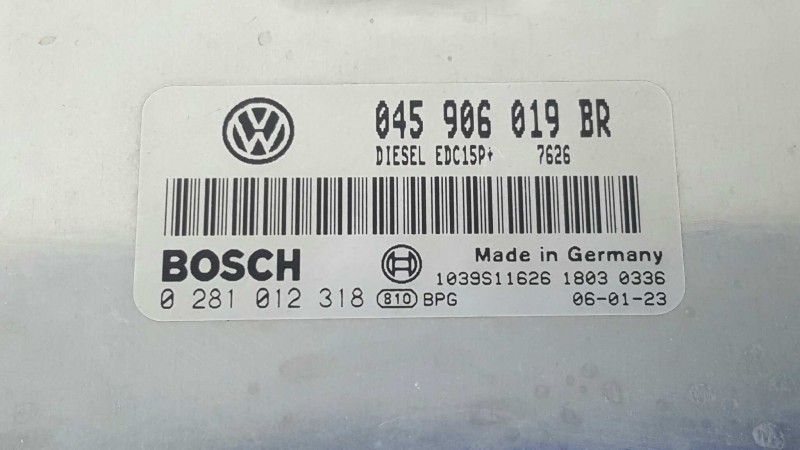 045 906 019 BR
DIESEL EDC15P+ 7626
BOSCH
Made in Germany
1039S11626 1803 0336
0 281 012 318 810 BPG 06-01-23